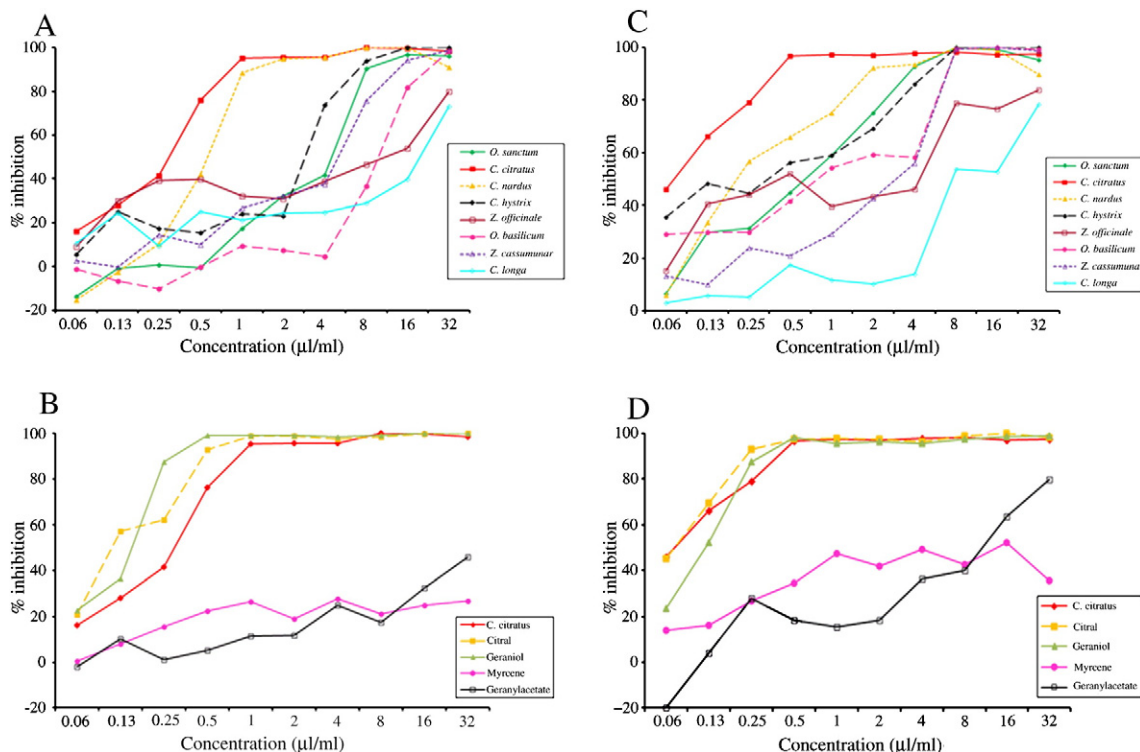 A
100
80
60
40
20
0
-20
% inhibition
0.06 0.13 0.25 0.5 1 2 4 8 16 32
Concentration (µl/ml)
O. sanctum
C. citratus
C. nardus
C. hystrix
Z. officinale
O. basilicum
Z. cassumunar
C. longa
C
100
80
60
40
20
0
% inhibition
0.06 0.13 0.25 0.5 1 2 4 8 16 32
Concentration (µl/ml)
O. sanctum
C. citratus
C. nardus
C. hystrix
Z. officinale
O. basilicum
Z. cassumunar
C. longa
B
100
80
60
40
20
0
-20
% inhibition
0.06 0.13 0.25 0.5 1 2 4 8 16 32
Concentration (µl/ml)
C. citratus
Citral
Geraniol
Myrcene
Geranylacetate
D
100
80
60
40
20
0
−20
% inhibition
0.06 0.13 0.25 0.5 1 2 4 8 16 32
Concentration (µl/ml)
C. citratus
Citral
Geraniol
Myrcene
Geranylacetate